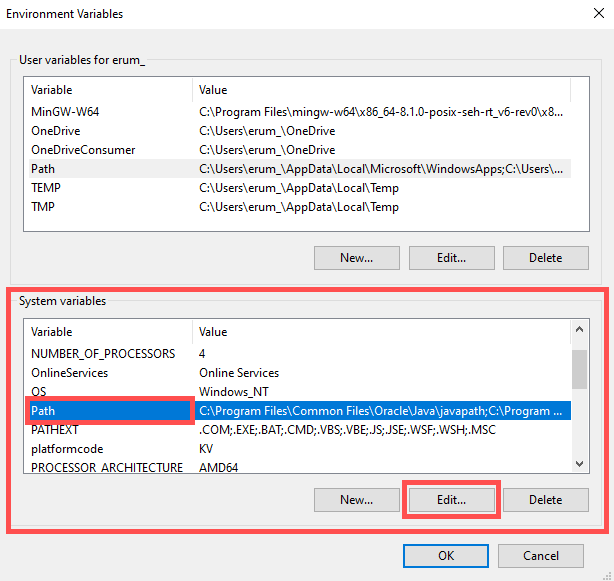 Environment Variables
User variables for erum_
Variable Value
MinGW-W64 C:\Program Files\mingw-w64\x86_64-8.1.0-posix-seh-rt_v6-rev0\x8...
OneDrive C:\Users\erum_\OneDrive
OneDriveConsumer C:\Users\erum_\OneDrive
Path C:\Users\erum_\AppData\Local\Microsoft\WindowsApps;C:\Users\...
TEMP C:\Users\erum_\AppData\Local\Temp
TMP C:\Users\erum_\AppData\Local\Temp
New... Edit... Delete
System variables
Variable Value
NUMBER_OF_PROCESSORS 4
OnlineServices Online Services
OS Windows_NT
Path C:\Program Files\Common Files\Oracle\Java\javapath;C:\Program ...
PATHEXT .COM;.EXE;.BAT;.CMD;.VBS;.VBE;.JS;.JSE;.WSF;.WSH;.MSC
platformcode KV
PROCESSOR_ARCHITECTURE AMD64
New... Edit... Delete
OK Cancel